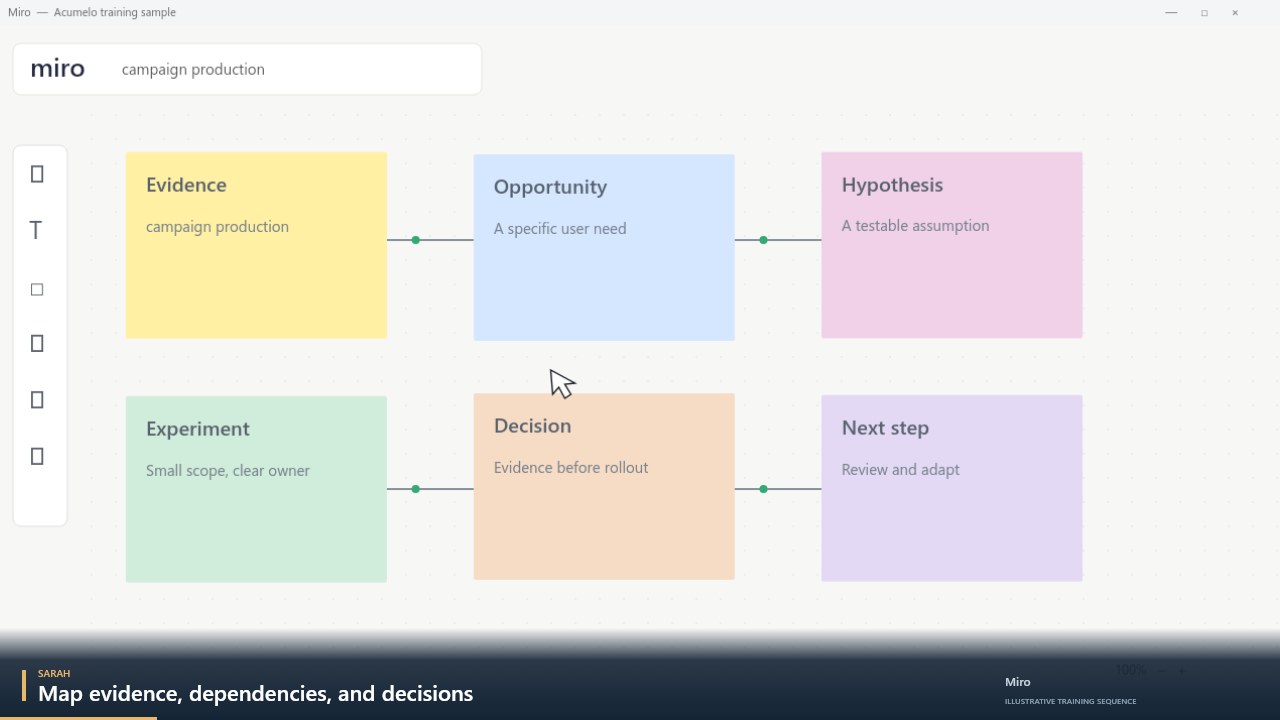 Miro — Acumelo training sample
miro campaign production
T
Evidence
campaign production
Opportunity
A specific user need
Hypothesis
A testable assumption
Experiment
Small scope, clear owner
Decision
Evidence before rollout
Next step
Review and adapt
100% - +
SARAH
Map evidence, dependencies, and decisions
Miro
ILLUSTRATIVE TRAINING SEQUENCE